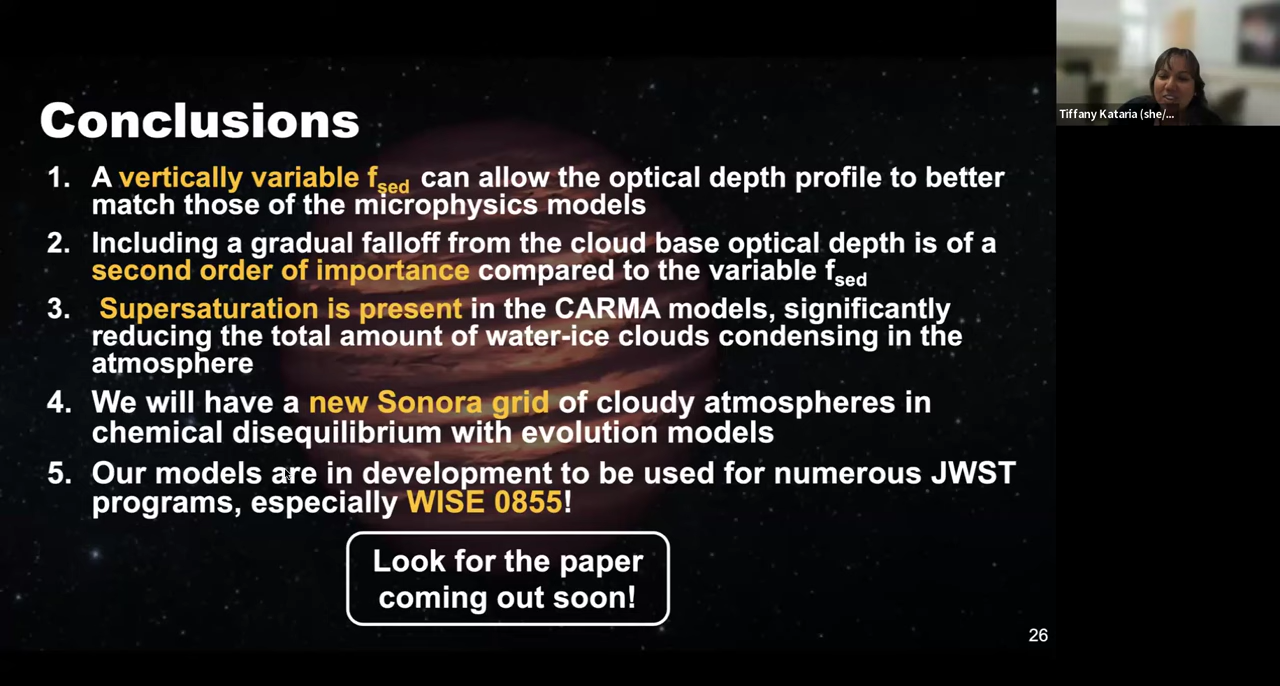 Conclusions
1. A vertically variable fsed can allow the optical depth profile to better
match those of the microphysics models
2. Including a gradual falloff from the cloud base optical depth is of a
second order of importance compared to the variable fsed
3. Supersaturation is present in the CARMA models, significantly
reducing the total amount of water-ice clouds condensing in the
atmosphere
4. We will have a new Sonora grid of cloudy atmospheres in
chemical disequilibrium with evolution models
5. Our models are in development to be used for numerous JWST
programs, especially WISE 0855!
Look for the paper
coming out soon!
26
Tiffany Kataria (she/...